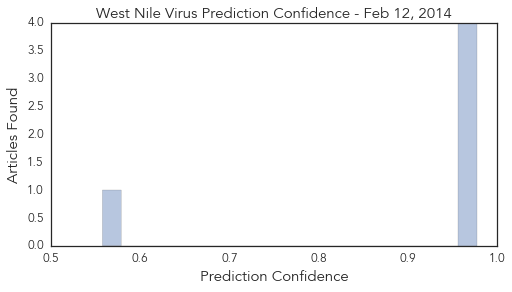 West Nile Virus Prediction Confidence - Feb 12, 2014
4.0
3.5
3.0
2.5
2.0
1.5
1.0
0.5
0.0
Articles Found
0.5 0.6 0.7 0.8 0.9 1.0
Prediction Confidence